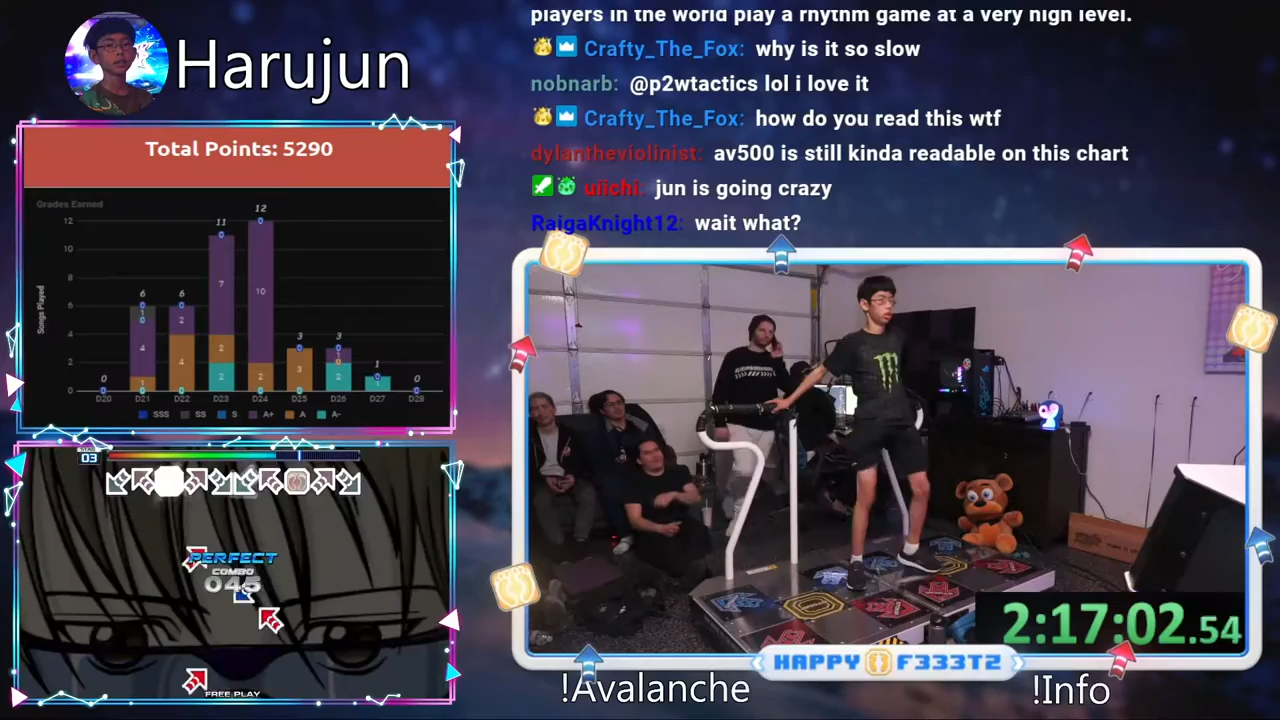 Harujun
players in the world play a rhythm game at a very high level.
Crafty_The_Fox: why is it so slow
nobnarb: @p2wtactics lol i love it
Crafty_The_Fox: how do you read this wtf
dylantheviolinist: av500 is still kinda readable on this chart
uiichi: jun is going crazy
RaigaKnight12: wait what?
Total Points: 5290
Grades Earned
Songs Played
12
10
8
6
4
2
0
0 6 6 11 12 3 3 1 0
D20 D21 D22 D23 D24 D25 D26 D27 D28
SSS SS S A+ A A-
03
PERFECT
COMBO
045
FREE PLAY
2:17:02.54
HAPPY F333TZ
!Avalanche
!Info